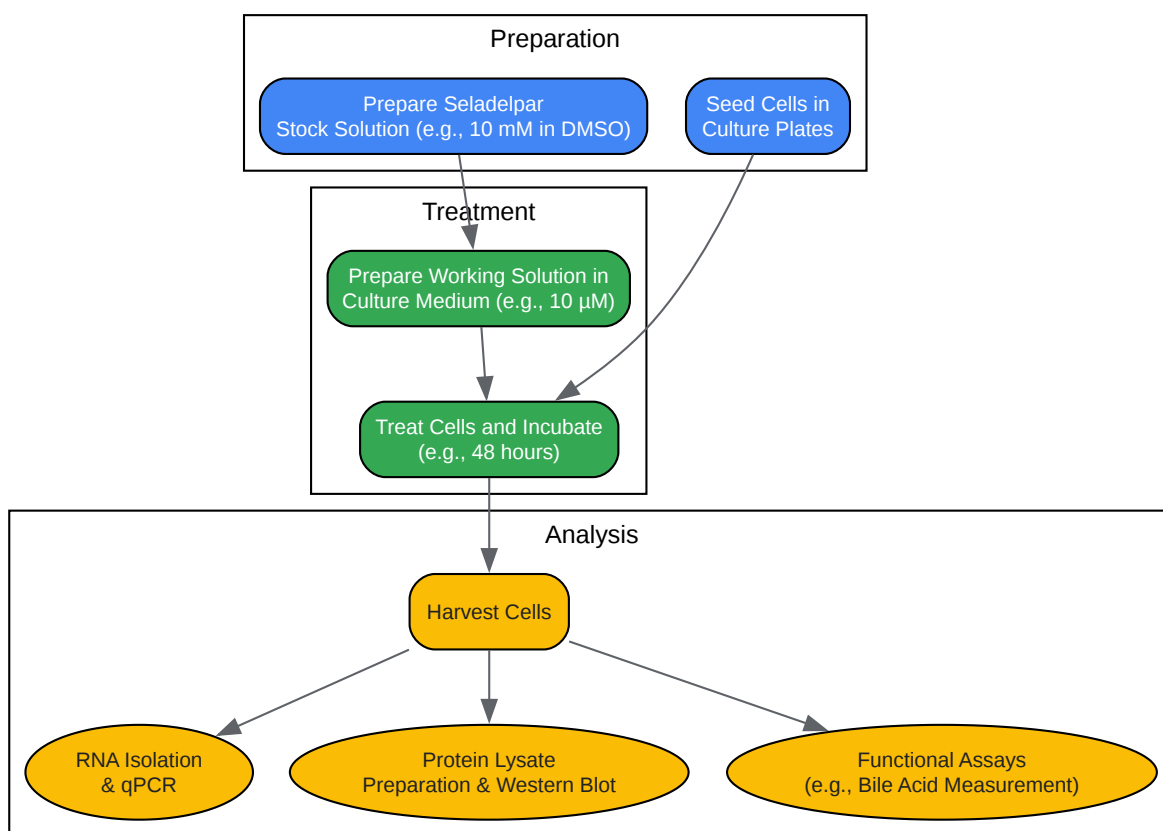 Preparation
Prepare Seladelpar
Stock Solution (e.g., 10 mM in DMSO)
Seed Cells in
Culture Plates
Treatment
Prepare Working Solution in
Culture Medium (e.g., 10 µM)
Treat Cells and Incubate
(e.g., 48 hours)
Analysis
Harvest Cells
RNA Isolation
& qPCR
Protein Lysate
Preparation & Western Blot
Functional Assays
(e.g., Bile Acid Measurement)